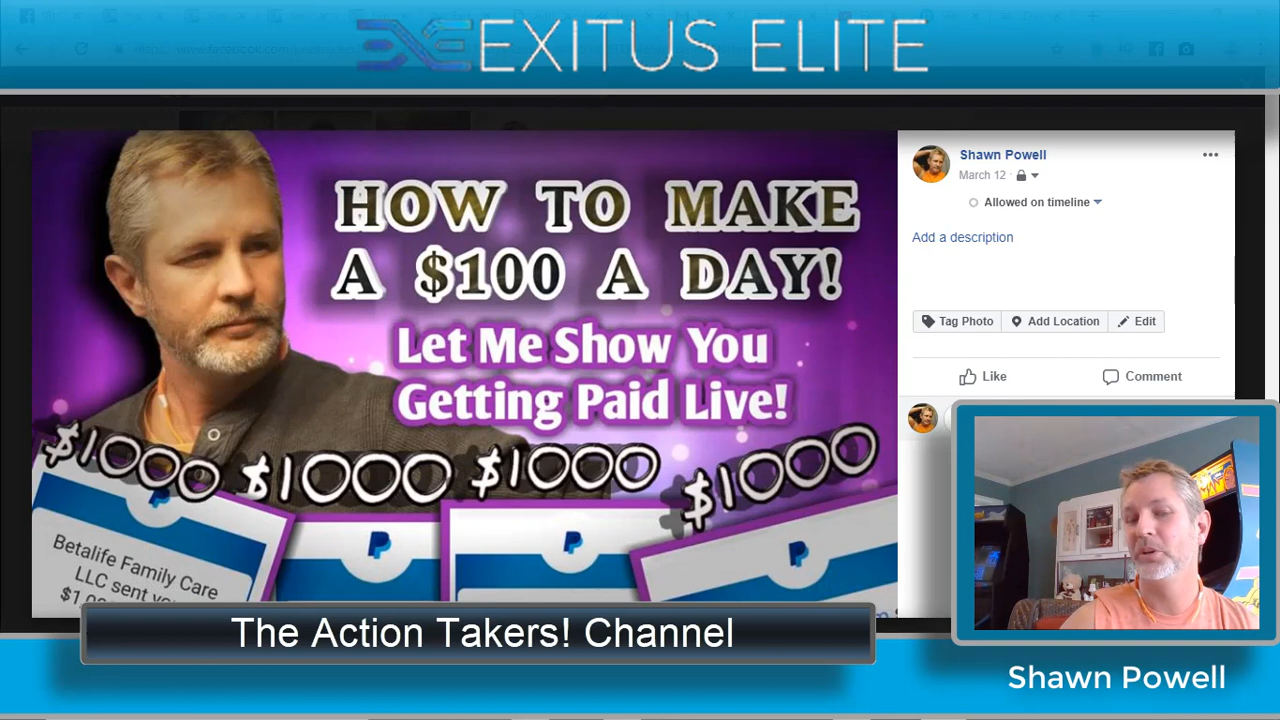 EXITUS ELITE
HOW TO MAKE
A $100 A DAY!
Let Me Show You
Getting Paid Live!
$1000 $1000 $1000 $1000
Betalife Family Care
LLC sent
Shawn Powell
March 12
Allowed on timeline
Add a description
Tag Photo
Add Location
Edit
Like
Comment
The Action Takers! Channel
Shawn Powell